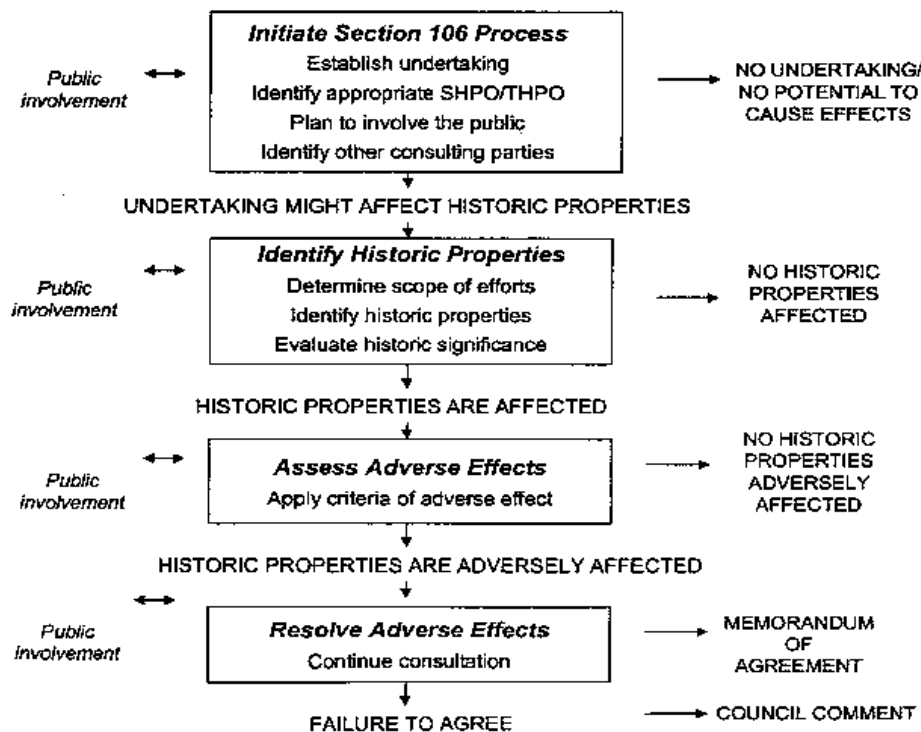 Initiate Section 106 Process
Establish undertaking
Identify appropriate SHPO/THPO
Plan to involve the public
Identify other consulting parties
Public
involvement
NO UNDERTAKING/
NO POTENTIAL TO
CAUSE EFFECTS
UNDERTAKING MIGHT AFFECT HISTORIC PROPERTIES
Identify Historic Properties
Determine scope of efforts
Identify historic properties
Evaluate historic significance
Public
involvement
NO HISTORIC
PROPERTIES
AFFECTED
HISTORIC PROPERTIES ARE AFFECTED
Assess Adverse Effects
Apply criteria of adverse effect
Public
involvement
NO HISTORIC
PROPERTIES
ADVERSELY
AFFECTED
HISTORIC PROPERTIES ARE ADVERSELY AFFECTED
Resolve Adverse Effects
Continue consultation
Public
involvement
MEMORANDUM
OF
AGREEMENT
FAILURE TO AGREE
COUNCIL COMMENT